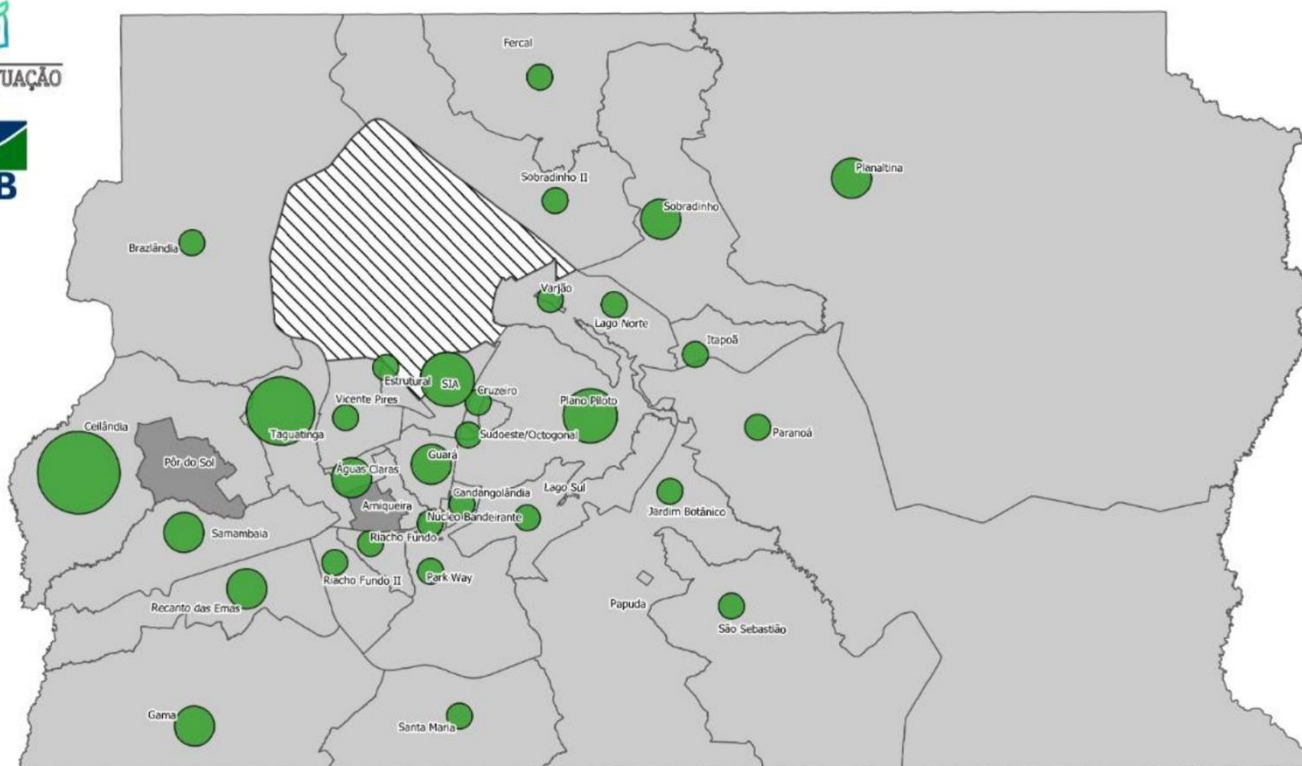 UAÇÃO
B
Fercal
Planaltina
Sobradinho II
Sobradinho
Brazlândia
Varjão
Lago Norte
Itapoã
Estrutural
SIA
Cruzeiro
Vicente Pires
Plano Piloto
Ceilândia
Taguatinga
Sudoeste/Octogonal
Paranoá
Pôr do Sol
Guará
Águas Claras
Lago Sul
Candangolândia
Arniqueira
Jardim Botânico
Núcleo Bandeirante
Samambaia
Riacho Fundo
Riacho Fundo II
Park Way
Recanto das Emas
Papuda
São Sebastião
Gama
Santa Maria